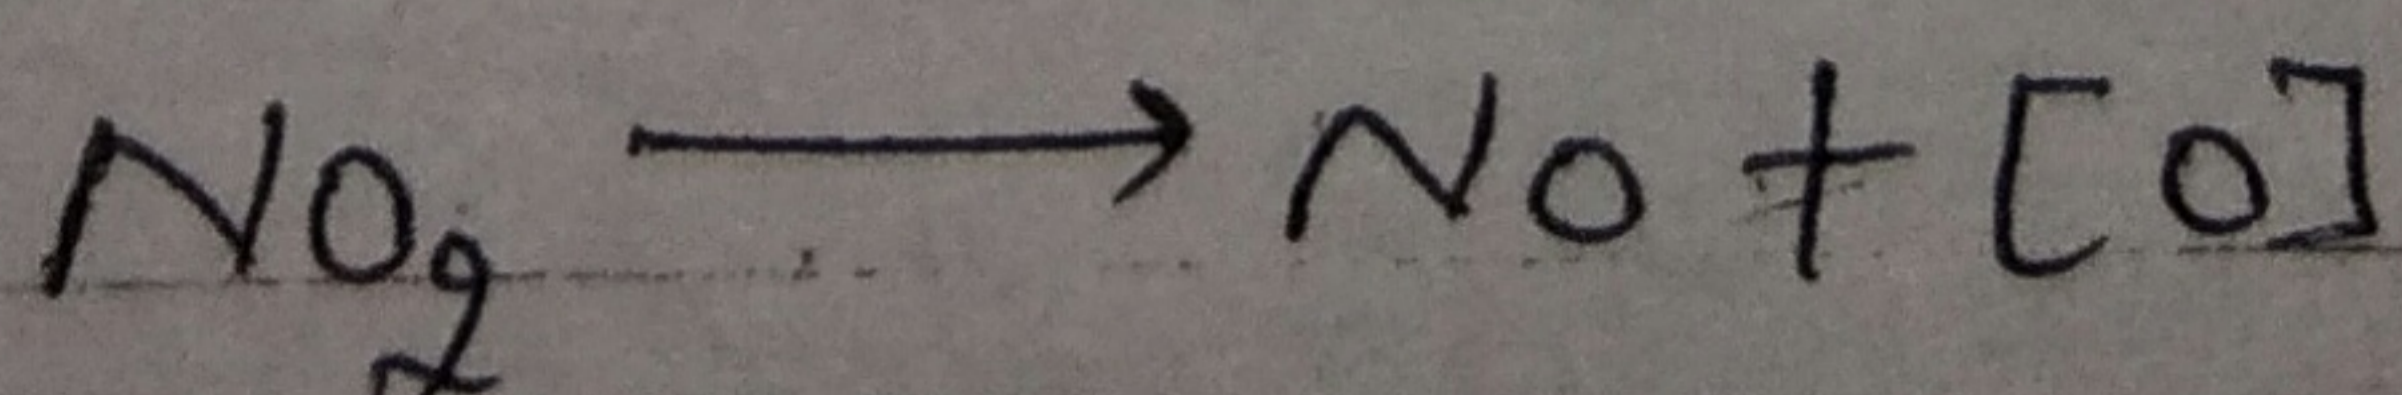 NO₂ → NO + [O]